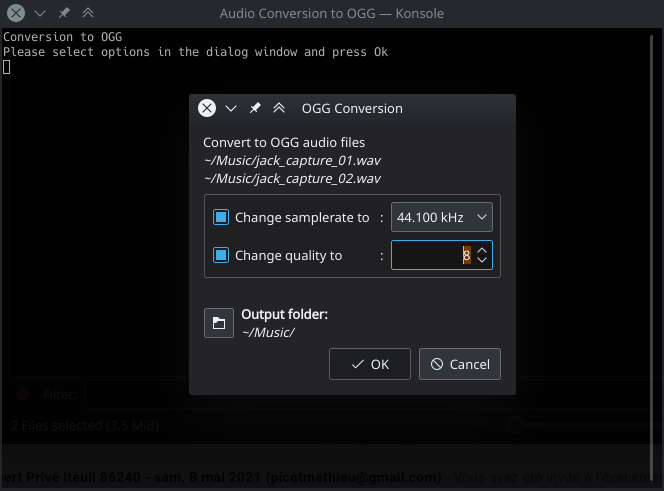 Audio Conversion to OGG — Konsole
Conversion to OGG
Please select options in the dialog window and press Ok
OGG Conversion
Convert to OGG audio files
~/Music/jack_capture_01.wav
~/Music/jack_capture_02.wav
Change samplerate to : 44.100 kHz
Change quality to : 8
Output folder:
~/Music/
OK Cancel
Filter:
2 Files selected (3.5 MiB)
ert Privé Iteuil 86240 - sam. 8 mai 2021 (picotmathieu@gmail.com) - Vous avez été invité à l'événem